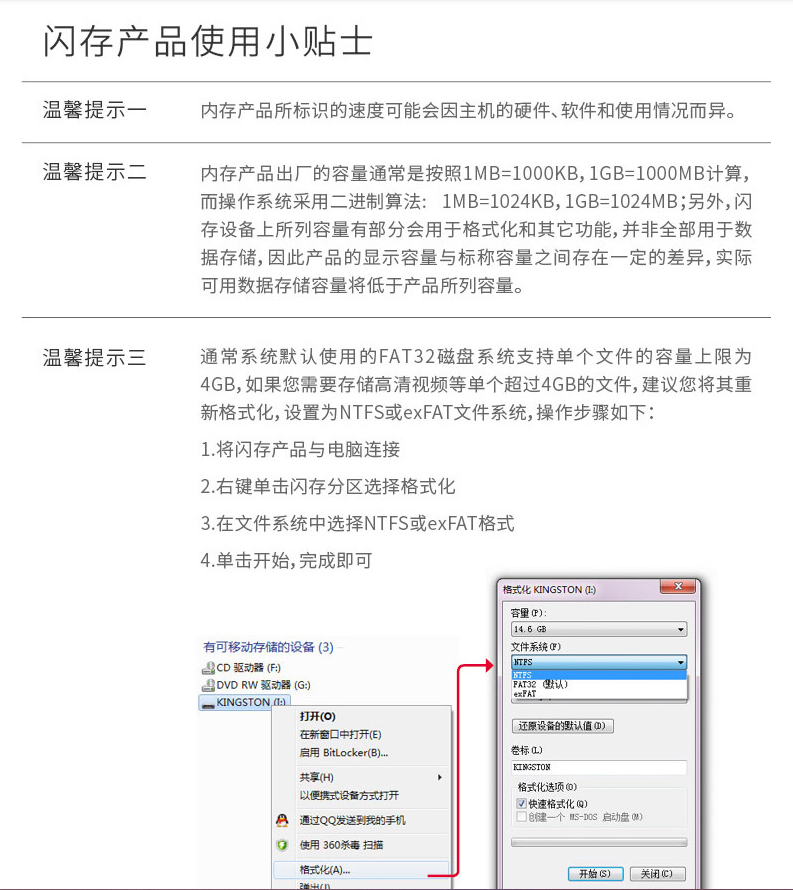 闪存产品使用小贴士
温馨提示一
内存产品所标识的速度可能会因主机的硬件、软件和使用情况而异。
温馨提示二
内存产品出厂的容量通常是按照1MB=1000KB,1GB=1000MB计算,
而操作系统采用二进制算法: 1MB=1024KB,1GB=1024MB;另外,闪
存设备上所列容量有部分会用于格式化和其它功能,并非全部用于数
据存储,因此产品的显示容量与标称容量之间存在一定的差异,实际
可用数据存储容量将低于产品所列容量。
温馨提示三
通常系统默认使用的FAT32磁盘系统支持单个文件的容量上限为
4GB,如果您需要存储高清视频等单个超过4GB的文件,建议您将其重
新格式化,设置为NTFS或exFAT文件系统,操作步骤如下:
1.将闪存产品与电脑连接
2.右键单击闪存分区选择格式化
3.在文件系统中选择NTFS或exFAT格式
4.单击开始,完成即可
有可移动存储的设备 (3)
CD 驱动器 (F:)
DVD RW 驱动器 (G:)
KINGSTON (I:)
打开(O)
在新窗口中打开(E)
启用 BitLocker(B)...
共享(H)
以便携式设备方式打开
通过QQ发送到我的手机
使用 360杀毒 扫描
格式化(A)...
弹出(J)
格式化 KINGSTON (I:)
容量(P):
14.6 GB
文件系统(F)
NTFS
NTFS
FAT32 (默认)
exFAT
还原设备的默认值(D)
卷标(L)
KINGSTON
格式化选项(O)
快速格式化(Q)
创建一个 MS-DOS 启动盘(M)
开始(S)
关闭(C)